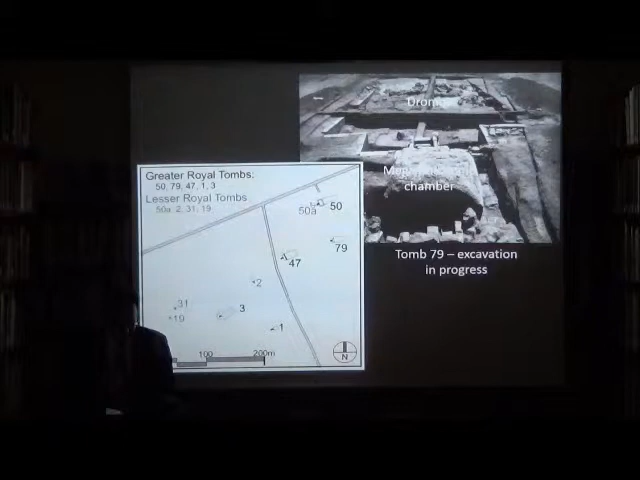 Greater Royal Tombs:
50, 79, 47, 1, 3
Lesser Royal Tombs
50a, 2, 31, 19
50a
50
79
47
2
31
3
19
1
100
200m
N
chamber
Tomb 79 – excavation
in progress